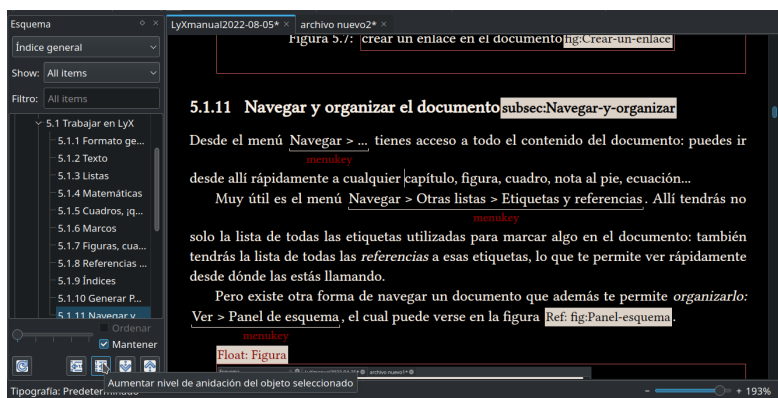 Esquema
LyXmanual2022-08-05*
archivo nuevo2*
Índice general
Show: All items
Filtro: All items
5.1 Trabajar en LyX
5.1.1 Formato ge...
5.1.2 Texto
5.1.3 Listas
5.1.4 Matemáticas
5.1.5 Cuadros, ¡q...
5.1.6 Marcos
5.1.7 Figuras, cua...
5.1.8 Referencias ...
5.1.9 Índices
5.1.10 Generar P...
5.1.11 Navegar y
Ordenar
Mantener
Figura 5.7: crear un enlace en el documento fig:Crear-un-enlace
5.1.11 Navegar y organizar el documento subsec:Navegar-y-organizar
Desde el menú Navegar > ... tienes acceso a todo el contenido del documento: puedes ir
menukey
desde allí rápidamente a cualquier capítulo, figura, cuadro, nota al pie, ecuación...
Muy útil es el menú Navegar > Otras listas > Etiquetas y referencias. Allí tendrás no
menukey
solo la lista de todas las etiquetas utilizadas para marcar algo en el documento: también
tendrás la lista de todas las referencias a esas etiquetas, lo que te permite ver rápidamente
desde dónde las estás llamando.
Pero existe otra forma de navegar un documento que además te permite organizarlo:
Ver > Panel de esquema, el cual puede verse en la figura Ref: fig:Panel-esquema.
menukey
Float: Figura
archivo nuevo1*
Aumentar nivel de anidación del objeto seleccionado
Tipografía: Predeterminado
193%